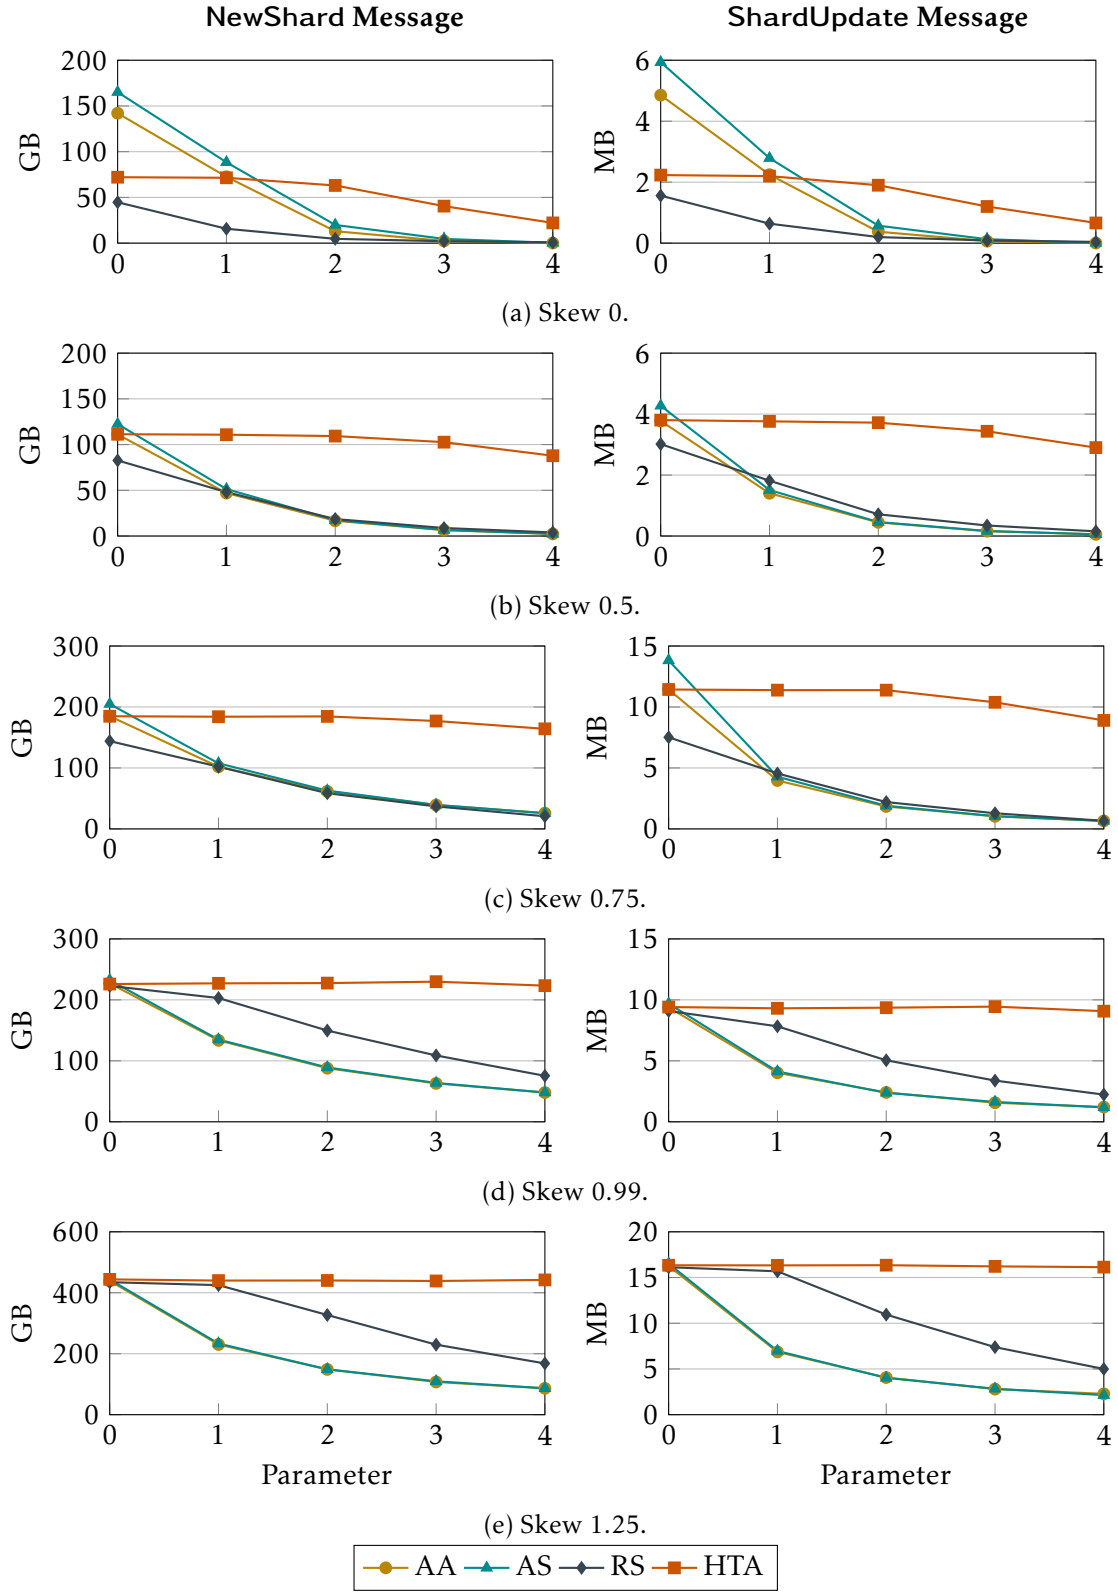 NewShard Message ShardUpdate Message
200
150
100
50
0
GB
0 1 2 3 4
6
4
2
0
MB
0 1 2 3 4
(a) Skew 0.
200
150
100
50
0
GB
0 1 2 3 4
6
4
2
0
MB
0 1 2 3 4
(b) Skew 0.5.
300
200
100
0
GB
0 1 2 3 4
15
10
5
0
MB
0 1 2 3 4
(c) Skew 0.75.
300
200
100
0
GB
0 1 2 3 4
15
10
5
0
MB
0 1 2 3 4
(d) Skew 0.99.
600
400
200
0
GB
0 1 2 3 4
Parameter
20
15
10
5
0
MB
0 1 2 3 4
Parameter
(e) Skew 1.25.
AA AS RS HTA